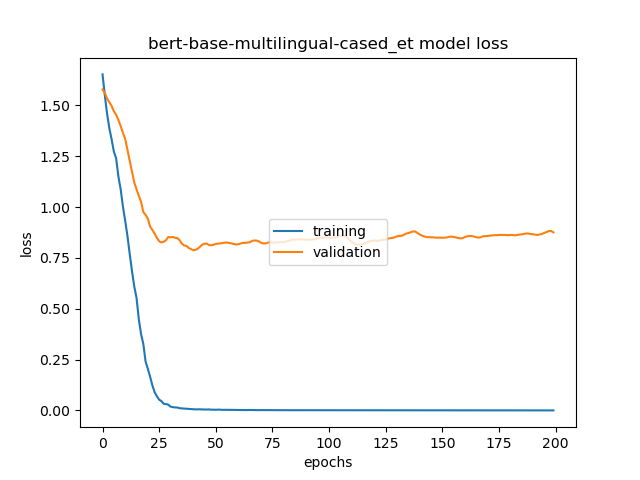 bert-base-multilingual-cased_et model loss
loss
1.50
1.25
1.00
0.75
0.50
0.25
0.00
training
validation
0 25 50 75 100 125 150 175 200
epochs